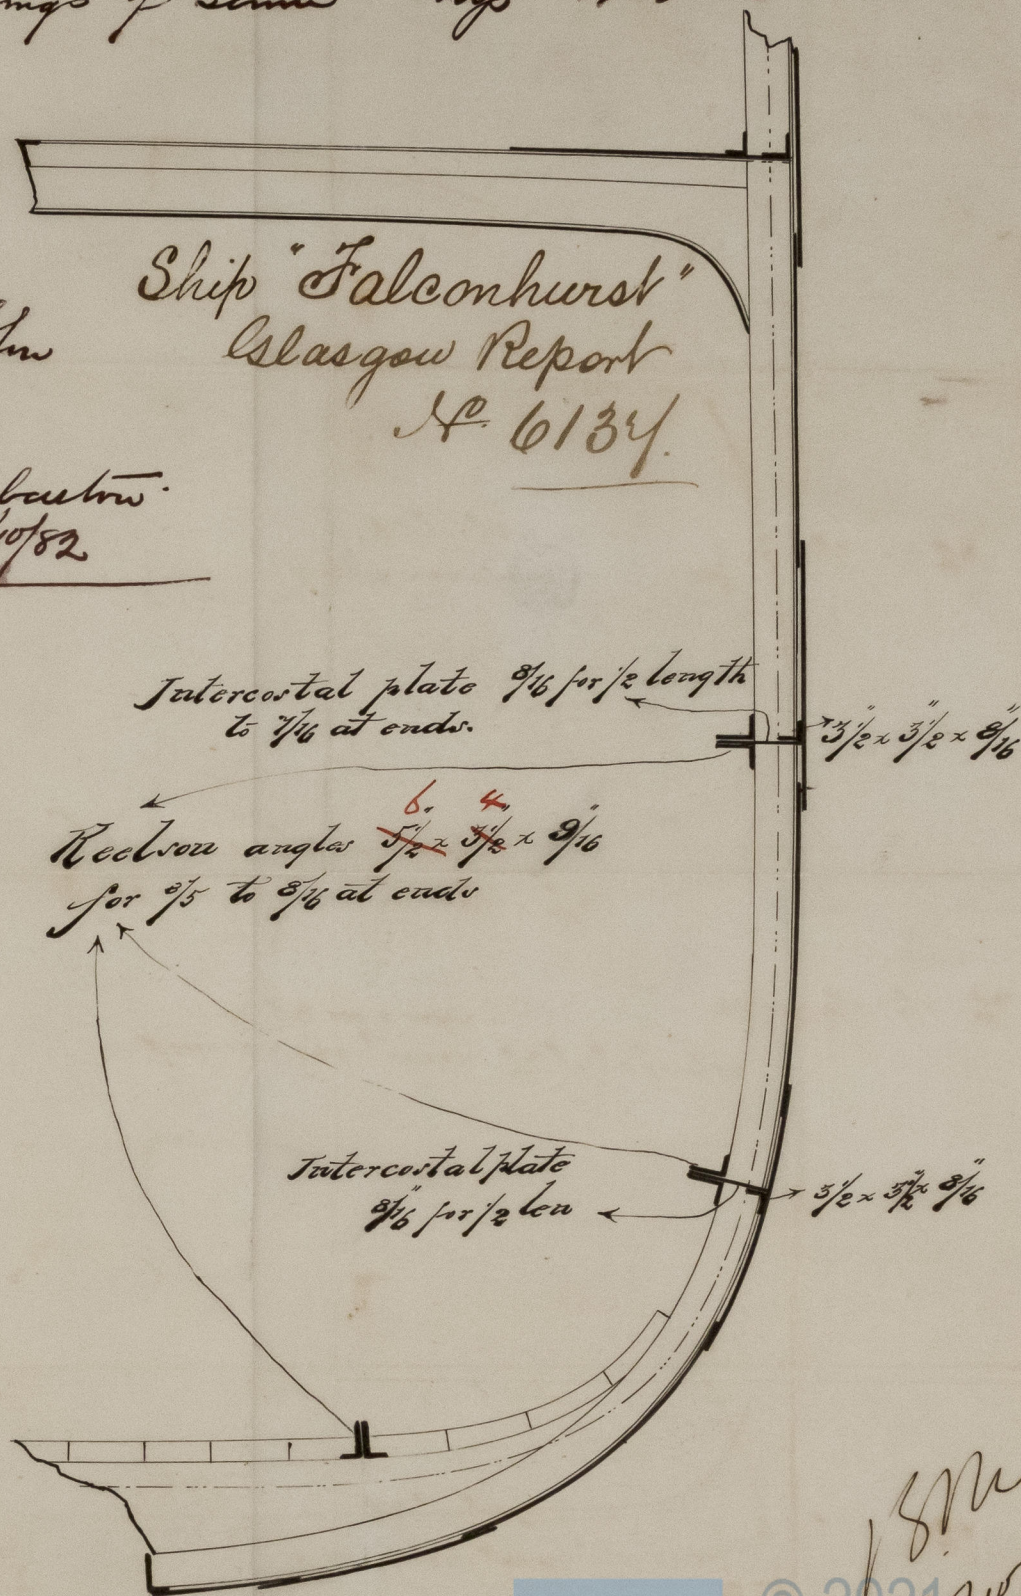 Ship "Falconhurst"
Glasgow Report
No. 6134.
10/82
Intercostal plate 8/16 for 1/2 length
to 7/16 at ends.
3 1/2" x 3 1/2" x 8/16"
6" 4"
Keelson angles 5 1/2" x 3 1/2" x 9/16"
for 3/5 to 8/16 at ends
Intercostal plate
8/16" for 1/2 len
3 1/2 x 3 1/2" x 8/16"
© 2021